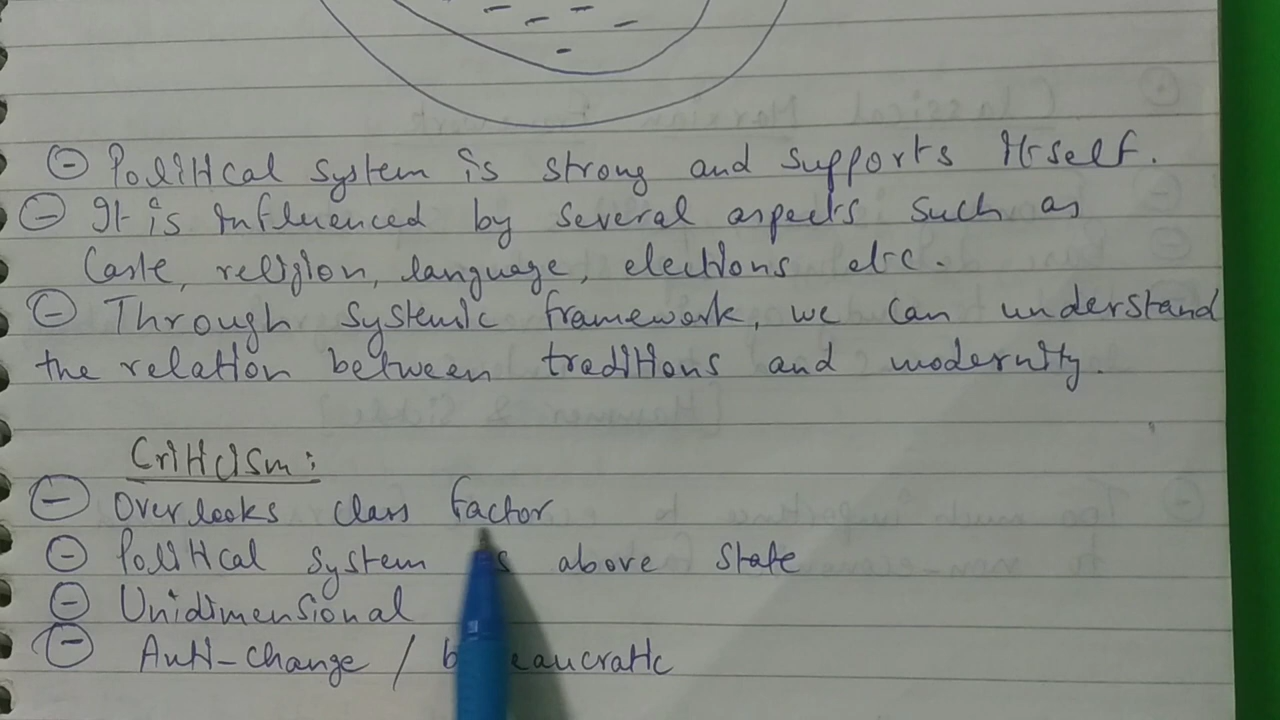 Political system is strong and supports itself.
It is influenced by several aspects such as
Caste, religion, language, elections etc.
Through systemic framework, we can understand
the relation between traditions and modernity.
Criticism:
Overlooks class factor
Political system is above state
Unidimensional
Anti-change / bureaucratic